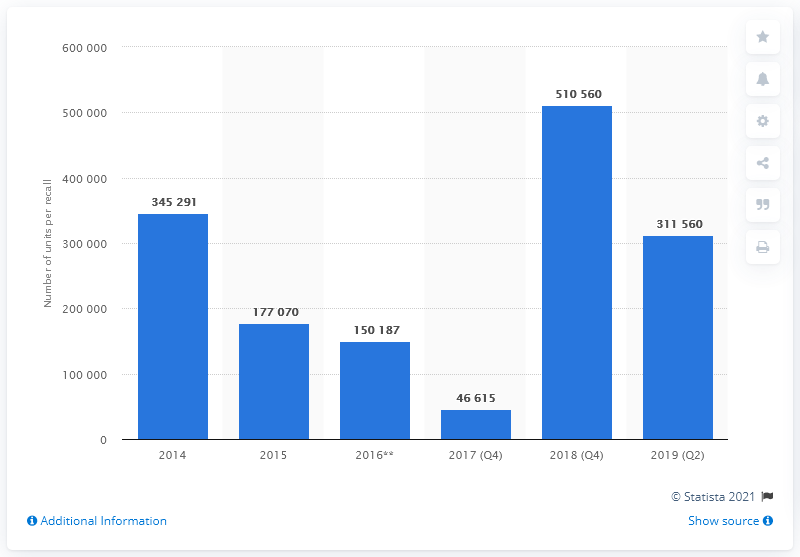 600 000
500 000
400 000
300 000
200 000
100 000
0
Number of units per recall
345 291
177 070
150 187
46 615
510 560
311 560
2014
2015
2016**
2017 (Q4)
2018 (Q4)
2019 (Q2)
© Statista 2021
Additional Information
Show source